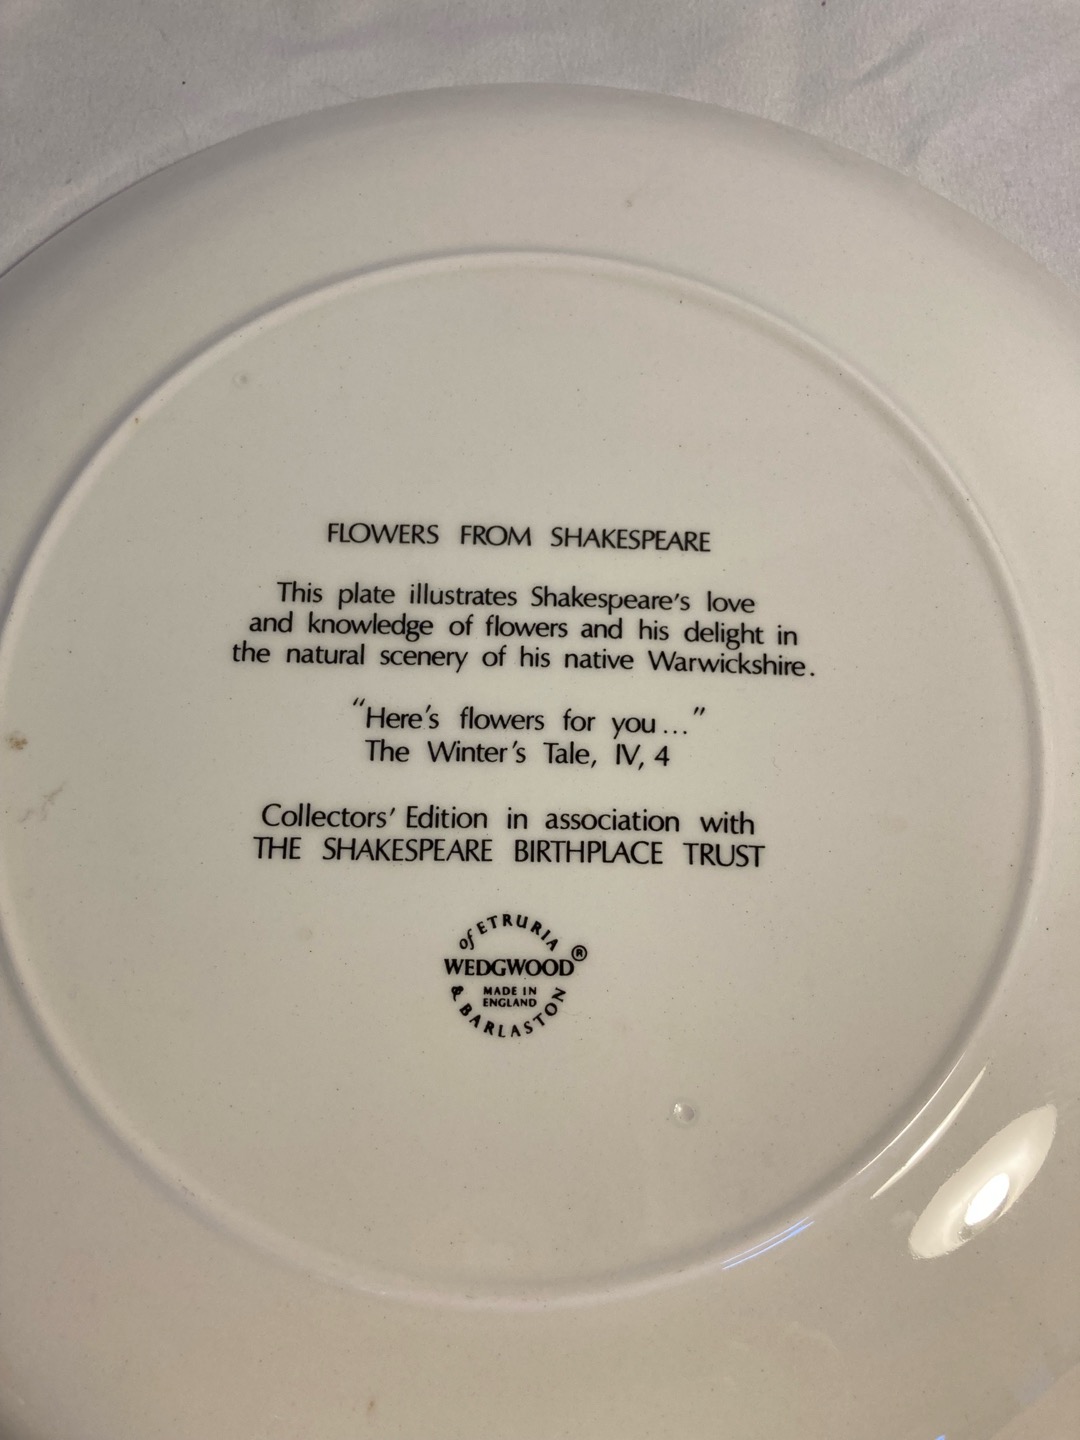 FLOWERS FROM SHAKESPEARE
This plate illustrates Shakespeare's love
and knowledge of flowers and his delight in
the natural scenery of his native Warwickshire.
"Here's flowers for you..."
The Winter's Tale, IV, 4
Collectors' Edition in association with
THE SHAKESPEARE BIRTHPLACE TRUST
of ETRURIA
WEDGWOOD®
MADE IN
ENGLAND
& BARLASTON